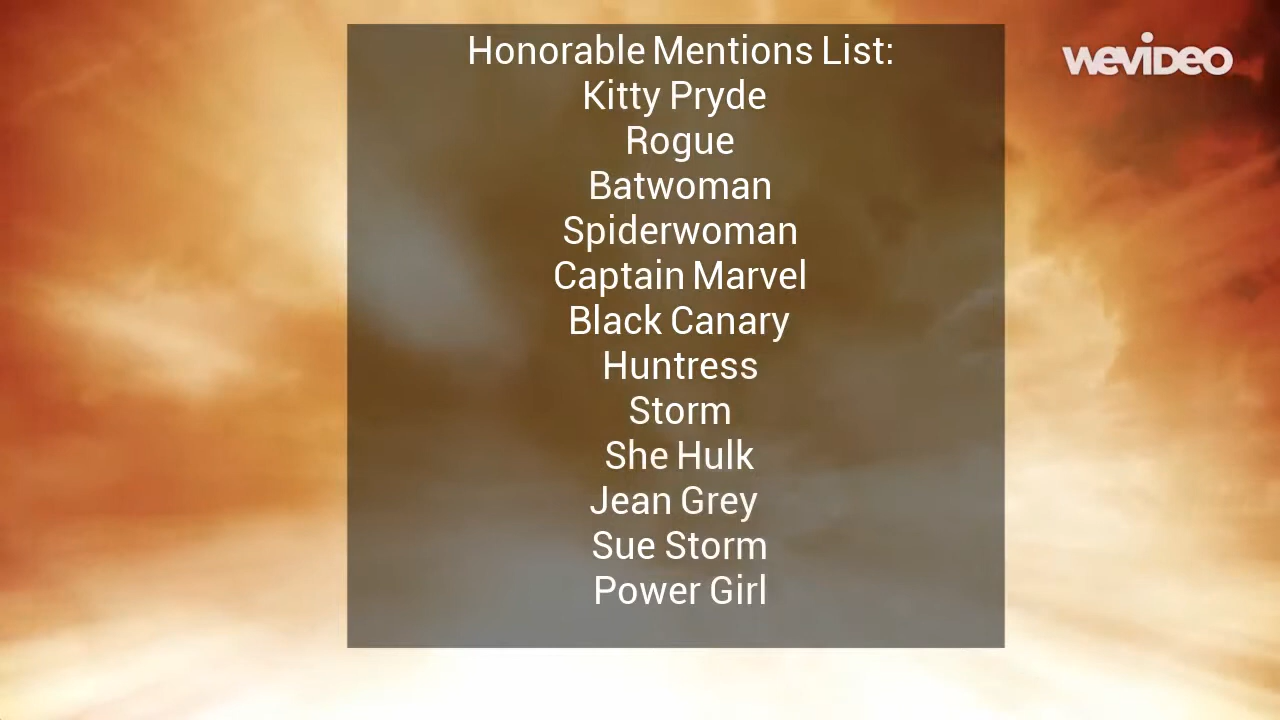 Honorable Mentions List:
wevideo
Kitty Pryde
Rogue
Batwoman
Spiderwoman
Captain Marvel
Black Canary
Huntress
Storm
She Hulk
Jean Grey
Sue Storm
Power Girl